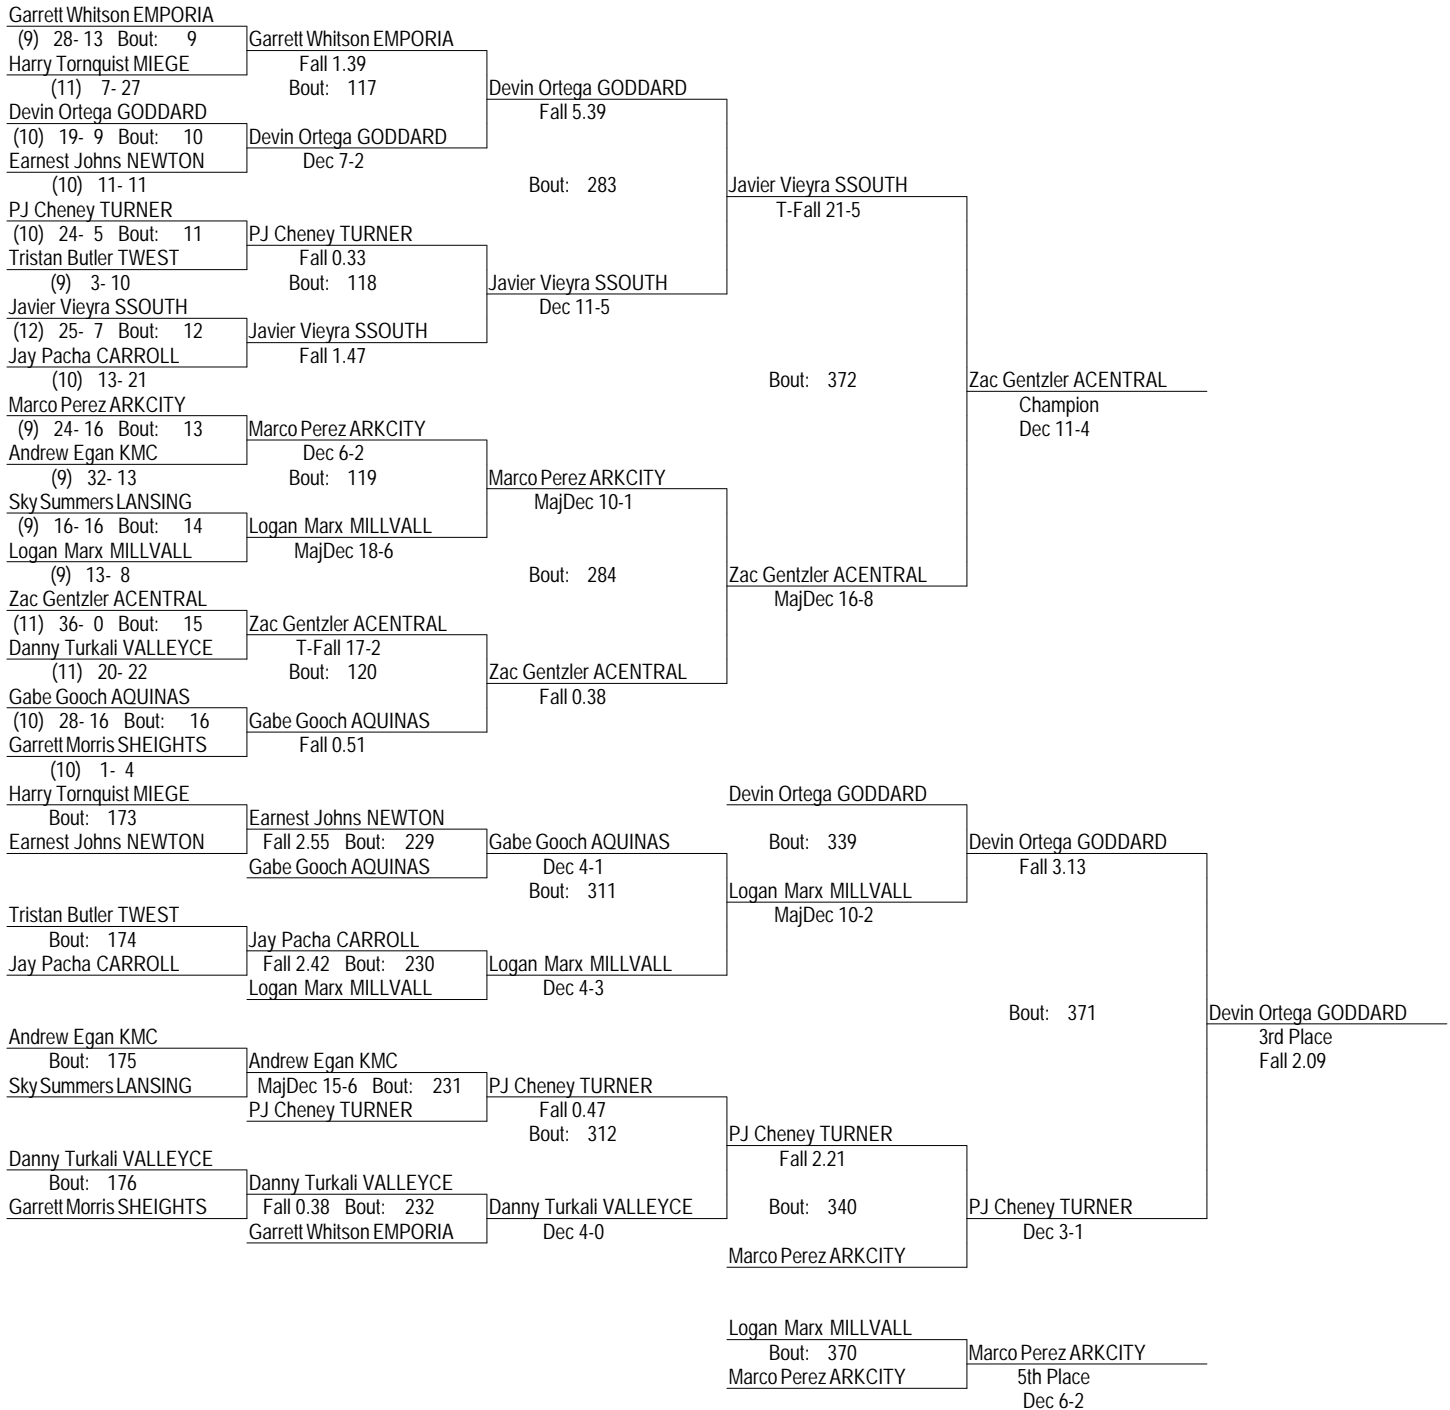 Garrett Whitson EMPORIA
(9) 28- 13 Bout: 9
Garrett Whitson EMPORIA
Harry Tornquist MIEGE
Fall 1.39
(11) 7- 27
Bout: 117
Devin Ortega GODDARD
Devin Ortega GODDARD
Fall 5.39
(10) 19- 9 Bout: 10
Devin Ortega GODDARD
Earnest Johns NEWTON
Dec 7-2
(10) 11- 11
Bout: 283
Javier Vieyra SSOUTH
PJ Cheney TURNER
T-Fall 21-5
(10) 24- 5 Bout: 11
PJ Cheney TURNER
Tristan Butler TWEST
Fall 0.33
(9) 3- 10
Bout: 118
Javier Vieyra SSOUTH
Javier Vieyra SSOUTH
Dec 11-5
(12) 25- 7 Bout: 12
Javier Vieyra SSOUTH
Jay Pacha CARROLL
Fall 1.47
(10) 13- 21
Bout: 372
Zac Gentzler ACENTRAL
Marco Perez ARKCITY
Champion
(9) 24- 16 Bout: 13
Marco Perez ARKCITY
Dec 11-4
Andrew Egan KMC
Dec 6-2
(9) 32- 13
Bout: 119
Marco Perez ARKCITY
Sky Summers LANSING
MajDec 10-1
(9) 16- 16 Bout: 14
Logan Marx MILLVALL
Logan Marx MILLVALL
MajDec 18-6
(9) 13- 8
Bout: 284
Zac Gentzler ACENTRAL
Zac Gentzler ACENTRAL
MajDec 16-8
(11) 36- 0 Bout: 15
Zac Gentzler ACENTRAL
Danny Turkali VALLEYCE
T-Fall 17-2
(11) 20- 22
Bout: 120
Zac Gentzler ACENTRAL
Gabe Gooch AQUINAS
Fall 0.38
(10) 28- 16 Bout: 16
Gabe Gooch AQUINAS
Garrett Morris SHEIGHTS
Fall 0.51
(10) 1- 4
Harry Tornquist MIEGE
Devin Ortega GODDARD
Bout: 173
Earnest Johns NEWTON
Earnest Johns NEWTON
Fall 2.55 Bout: 229
Gabe Gooch AQUINAS
Bout: 339
Devin Ortega GODDARD
Gabe Gooch AQUINAS
Dec 4-1
Fall 3.13
Bout: 311
Logan Marx MILLVALL
Tristan Butler TWEST
MajDec 10-2
Bout: 174
Jay Pacha CARROLL
Jay Pacha CARROLL
Fall 2.42 Bout: 230
Logan Marx MILLVALL
Logan Marx MILLVALL
Dec 4-3
Bout: 371
Devin Ortega GODDARD
Andrew Egan KMC
3rd Place
Bout: 175
Andrew Egan KMC
Fall 2.09
Sky Summers LANSING
MajDec 15-6 Bout: 231
PJ Cheney TURNER
PJ Cheney TURNER
Fall 0.47
Bout: 312
PJ Cheney TURNER
Danny Turkali VALLEYCE
Fall 2.21
Bout: 176
Danny Turkali VALLEYCE
Garrett Morris SHEIGHTS
Fall 0.38 Bout: 232
Danny Turkali VALLEYCE
Bout: 340
PJ Cheney TURNER
Garrett Whitson EMPORIA
Dec 4-0
Dec 3-1
Marco Perez ARKCITY
Logan Marx MILLVALL
Bout: 370
Marco Perez ARKCITY
Marco Perez ARKCITY
5th Place
Dec 6-2